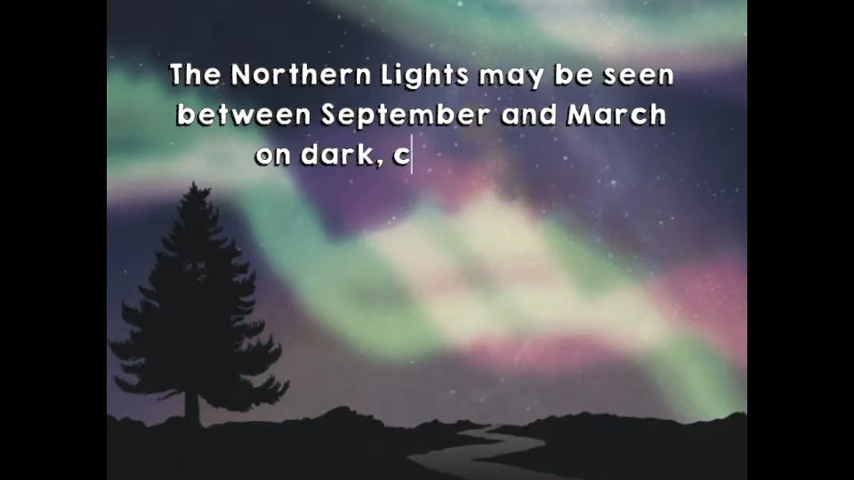 The Northern Lights may be seen
between September and March
on dark, c